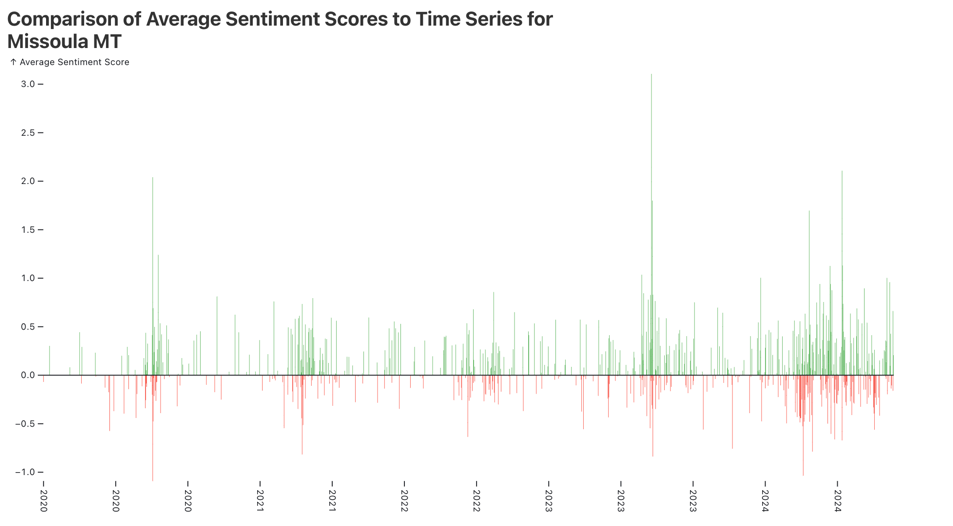 Comparison of Average Sentiment Scores to Time Series for
Missoula MT
↑ Average Sentiment Score
3.0
2.5
2.0
1.5
1.0
0.5
0.0
−0.5
−1.0
2020 2020 2020 2021 2021 2022 2022 2023 2023 2023 2024 2024